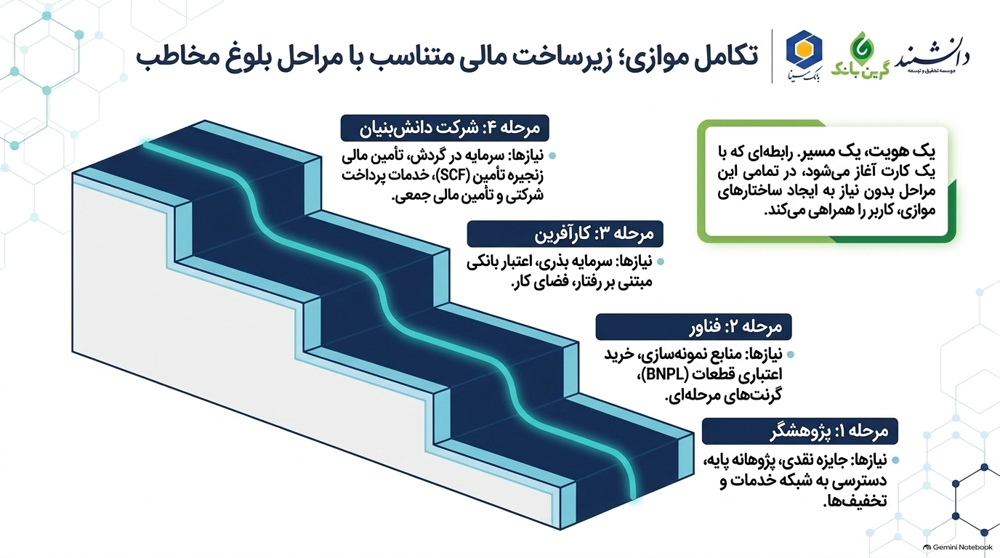 دانشمند
موسسه تحقیق و توسعه
گرین بانک
بانک سینا
تکامل موازی؛ زیرساخت مالی متناسب با مراحل بلوغ مخاطب
یک هویت، یک مسیر. رابطه‌ای که با
یک کارت آغاز می‌شود، در تمامی این
مراحل بدون نیاز به ایجاد ساختارهای
موازی، کاربر را همراهی می‌کند.
مرحله ۴: شرکت دانش‌بنیان
نیازها: سرمایه در گردش، تأمین مالی
زنجیره تأمین (SCF)، خدمات پرداخت
شرکتی و تأمین مالی جمعی.
مرحله ۳: کارآفرین
نیازها: سرمایه بذری، اعتبار بانکی
مبتنی بر رفتار، فضای کار.
مرحله ۲: فناور
نیازها: منابع نمونه‌سازی، خرید
اعتباری قطعات (BNPL)،
گرنت‌های مرحله‌ای.
مرحله ۱: پژوهشگر
نیازها: جایزه نقدی، پژوهانه پایه،
دسترسی به شبکه خدمات و
تخفیف‌ها.
Gemini Notebook